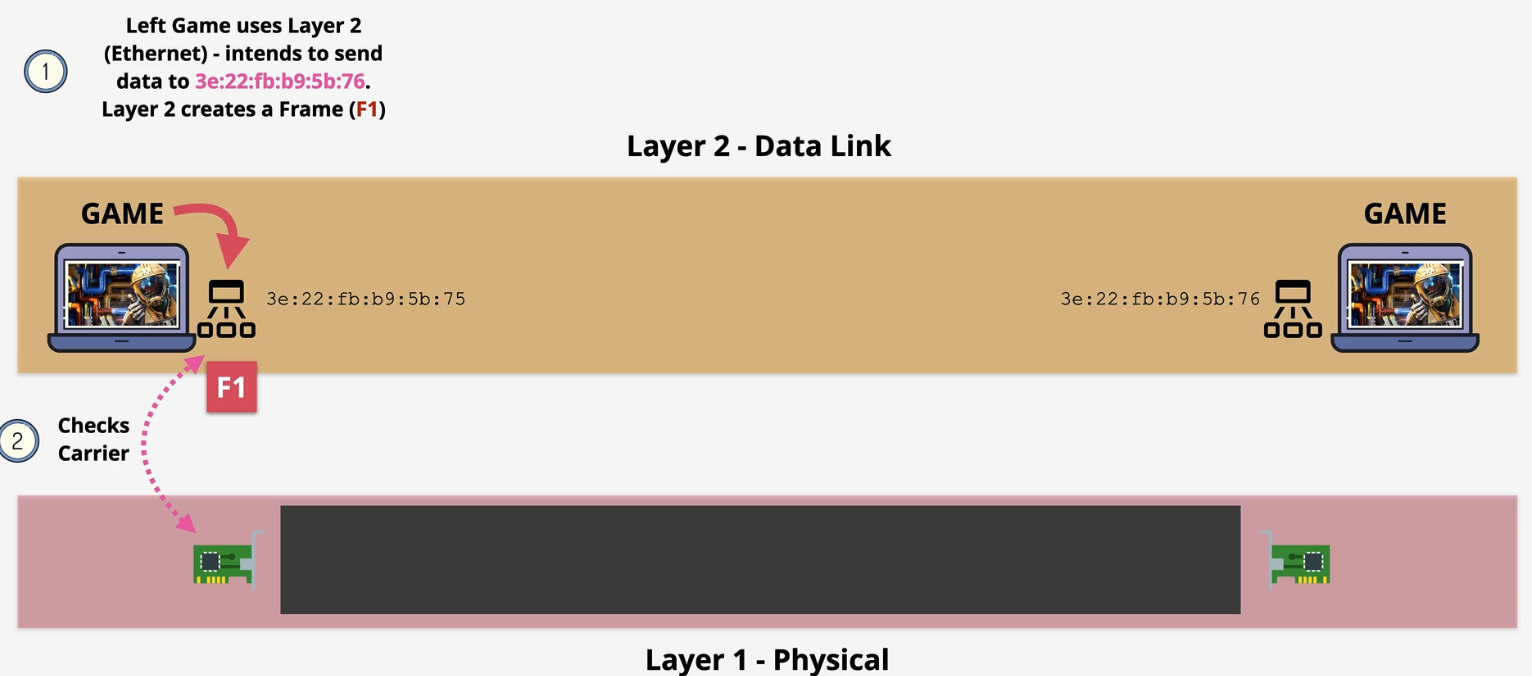 1
Left Game uses Layer 2
(Ethernet) - intends to send
data to 3e:22:fb:b9:5b:76.
Layer 2 creates a Frame (F1)
Layer 2 - Data Link
GAME
GAME
3e:22:fb:b9:5b:75
3e:22:fb:b9:5b:76
F1
2
Checks
Carrier
Layer 1 - Physical